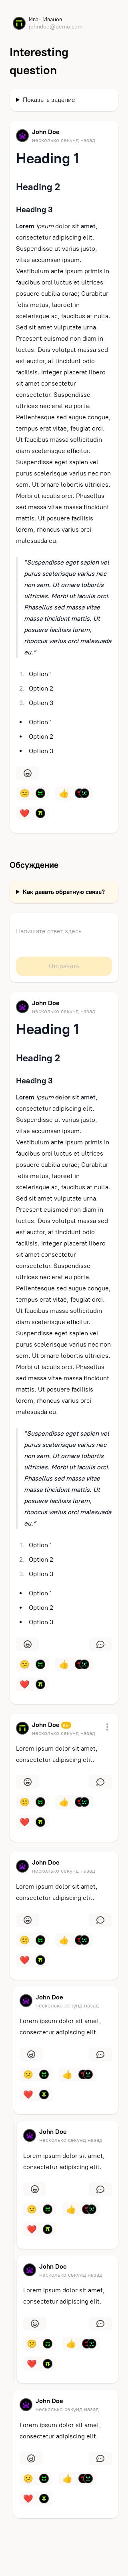 Иван Иванов
johndoe@demo.com
Interesting
question
Показать задание
John Doe
несколько секунд назад
Heading 1
Heading 2
Heading 3
Lorem ipsum dolor sit amet,
consectetur adipiscing elit.
Suspendisse ut varius justo,
vitae accumsan ipsum.
Vestibulum ante ipsum primis in
faucibus orci luctus et ultrices
posuere cubilia curae; Curabitur
felis metus, laoreet in
scelerisque ac, faucibus at nulla.
Sed sit amet vulputate urna.
Praesent euismod non diam in
luctus. Duis volutpat massa sed
est auctor, at tincidunt odio
facilisis. Integer placerat libero
sit amet consectetur
consectetur. Suspendisse
ultrices nec erat eu porta.
Pellentesque sed augue congue,
tempus erat vitae, feugiat orci.
Ut faucibus massa sollicitudin
diam scelerisque efficitur.
Suspendisse eget sapien vel
purus scelerisque varius nec non
sem. Ut ornare lobortis ultricies.
Morbi ut iaculis orci. Phasellus
sed massa vitae massa tincidunt
mattis. Ut posuere facilisis
lorem, rhoncus varius orci
malesuada eu.
"Suspendisse eget sapien vel
purus scelerisque varius nec
non sem. Ut ornare lobortis
ultricies. Morbi ut iaculis orci.
Phasellus sed massa vitae
massa tincidunt mattis. Ut
posuere facilisis lorem,
rhoncus varius orci malesuada
eu."
1. Option 1
2. Option 2
3. Option 3
• Option 1
• Option 2
• Option 3
Обсуждение
Как давать обратную связь?
Напишите ответ здесь
Отправить
John Doe
несколько секунд назад
Heading 1
Heading 2
Heading 3
Lorem ipsum dolor sit amet,
consectetur adipiscing elit.
Suspendisse ut varius justo,
vitae accumsan ipsum.
Vestibulum ante ipsum primis in
faucibus orci luctus et ultrices
posuere cubilia curae; Curabitur
felis metus, laoreet in
scelerisque ac, faucibus at nulla.
Sed sit amet vulputate urna.
Praesent euismod non diam in
luctus. Duis volutpat massa sed
est auctor, at tincidunt odio
facilisis. Integer placerat libero
sit amet consectetur
consectetur. Suspendisse
ultrices nec erat eu porta.
Pellentesque sed augue congue,
tempus erat vitae, feugiat orci.
Ut faucibus massa sollicitudin
diam scelerisque efficitur.
Suspendisse eget sapien vel
purus scelerisque varius nec non
sem. Ut ornare lobortis ultricies.
Morbi ut iaculis orci. Phasellus
sed massa vitae massa tincidunt
mattis. Ut posuere facilisis
lorem, rhoncus varius orci
malesuada eu.
"Suspendisse eget sapien vel
purus scelerisque varius nec
non sem. Ut ornare lobortis
ultricies. Morbi ut iaculis orci.
Phasellus sed massa vitae
massa tincidunt mattis. Ut
posuere facilisis lorem,
rhoncus varius orci malesuada
eu."
1. Option 1
2. Option 2
3. Option 3
• Option 1
• Option 2
• Option 3
John Doe
несколько секунд назад
Lorem ipsum dolor sit amet,
consectetur adipiscing elit.
John Doe
несколько секунд назад
Lorem ipsum dolor sit amet,
consectetur adipiscing elit.
John Doe
несколько секунд назад
Lorem ipsum dolor sit amet,
consectetur adipiscing elit.
John Doe
несколько секунд назад
Lorem ipsum dolor sit amet,
consectetur adipiscing elit.
John Doe
несколько секунд назад
Lorem ipsum dolor sit amet,
consectetur adipiscing elit.
John Doe
несколько секунд назад
Lorem ipsum dolor sit amet,
consectetur adipiscing elit.